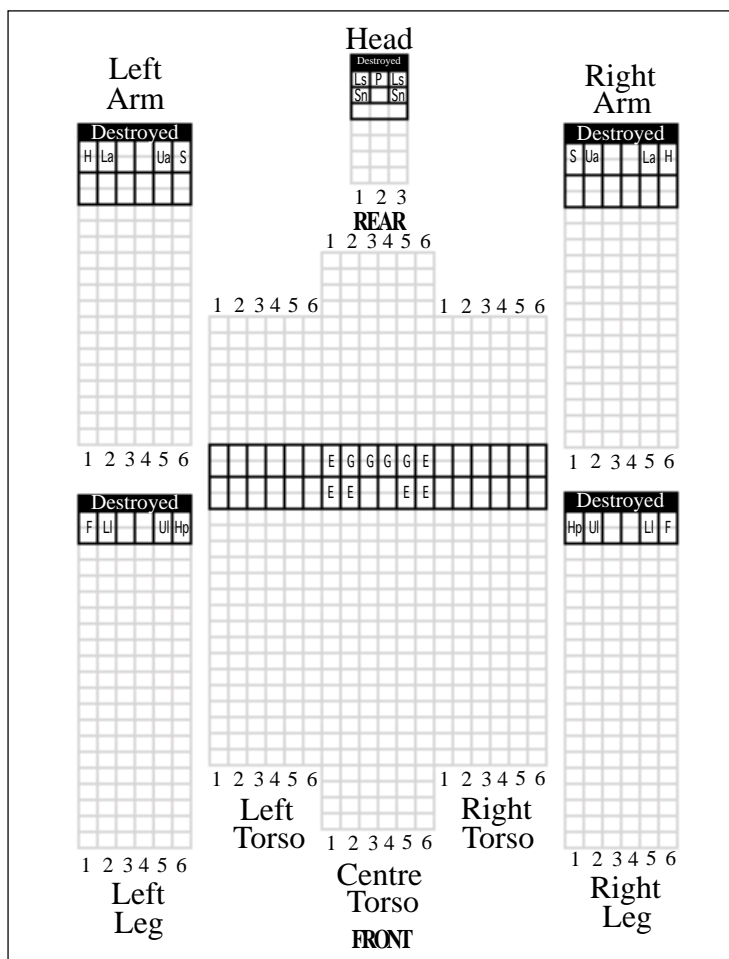 Head
Destroyed
Ls P Ls
Sn Sn
1 2 3
REAR
1 2 3 4 5 6
Left
Arm
Destroyed
H La Ua S
1 2 3 4 5 6
Right
Arm
Destroyed
S Ua La H
1 2 3 4 5 6
1 2 3 4 5 6
1 2 3 4 5 6
E G G G G E
E E E E
Destroyed
F Ll Ul Hp
1 2 3 4 5 6
Left
Leg
Destroyed
Hp Ul Ll F
1 2 3 4 5 6
Right
Leg
1 2 3 4 5 6
Left
Torso
1 2 3 4 5 6
Right
Torso
1 2 3 4 5 6
Centre
Torso
FRONT